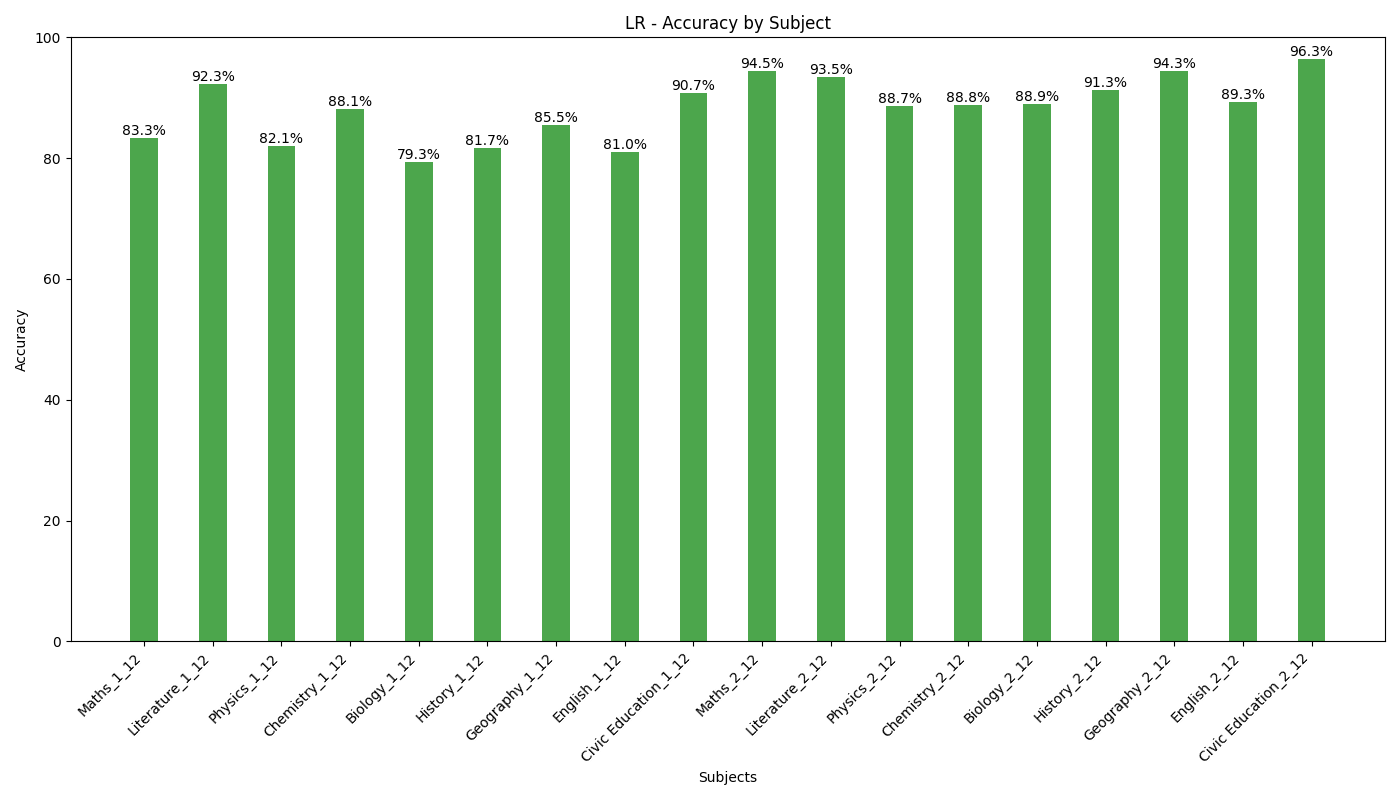 LR - Accuracy by Subject
Accuracy
100
80
60
40
20
0
83.3%
92.3%
82.1%
88.1%
79.3%
81.7%
85.5%
81.0%
90.7%
94.5%
93.5%
88.7%
88.8%
88.9%
91.3%
94.3%
89.3%
96.3%
Maths_1_12
Literature_1_12
Physics_1_12
Chemistry_1_12
Biology_1_12
History_1_12
Geography_1_12
English_1_12
Civic Education_1_12
Maths_2_12
Literature_2_12
Physics_2_12
Chemistry_2_12
Biology_2_12
History_2_12
Geography_2_12
English_2_12
Civic Education_2_12
Subjects